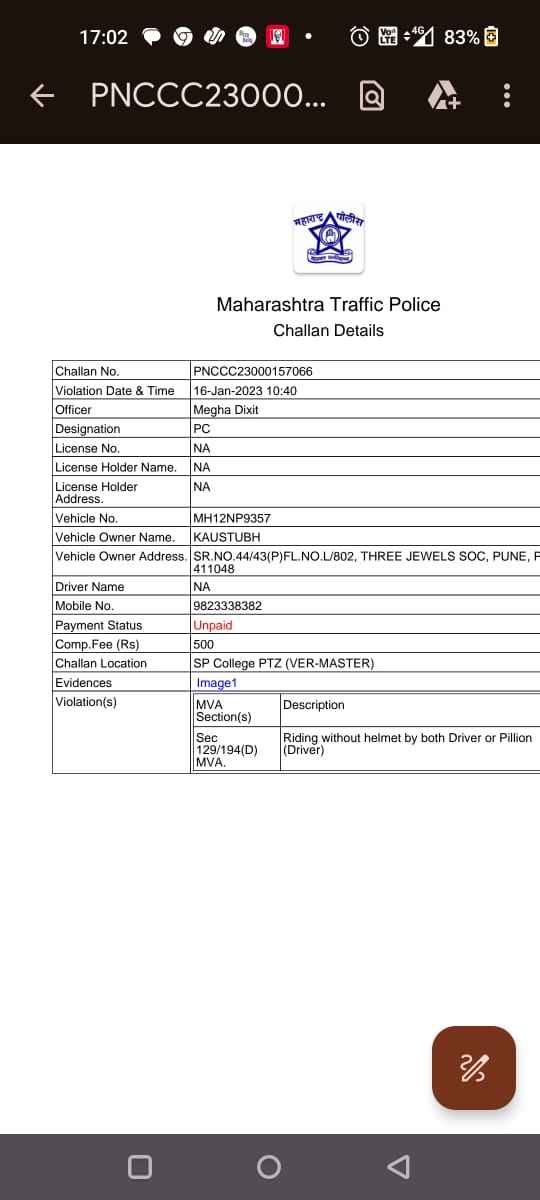 17:02
Vo))
LTE
4G
83%
PNCCC23000...
महाराष्ट्र पोलीस
Maharashtra Traffic Police
Challan Details
Challan No. PNCCC23000157066
Violation Date & Time 16-Jan-2023 10:40
Officer Megha Dixit
Designation PC
License No. NA
License Holder Name. NA
License Holder NA
Address.
Vehicle No. MH12NP9357
Vehicle Owner Name. KAUSTUBH
Vehicle Owner Address. SR.NO.44/43(P)FL.NO.L/802, THREE JEWELS SOC, PUNE, P
411048
Driver Name NA
Mobile No. 9823338382
Payment Status Unpaid
Comp.Fee (Rs) 500
Challan Location SP College PTZ (VER-MASTER)
Evidences Image1
Violation(s) MVA Description
Section(s)
Sec Riding without helmet by both Driver or Pillion
129/194(D) (Driver)
MVA.